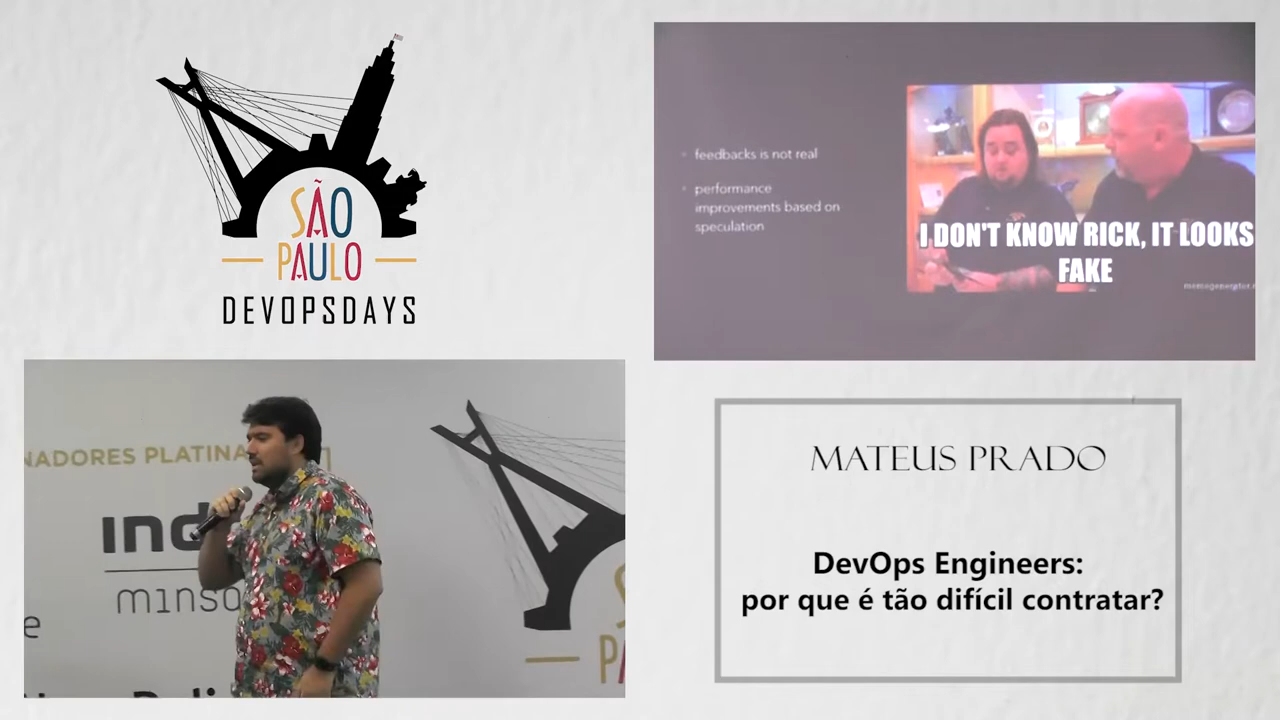 SÃO
PAULO
DEVOPSDAYS
feedbacks is not real
performance
improvements based on
speculation
I DON'T KNOW RICK, IT LOOKS
FAKE
NADORES PLATINA
ind
minsa
e
MATEUS PRADO
DevOps Engineers:
por que é tão difícil contratar?